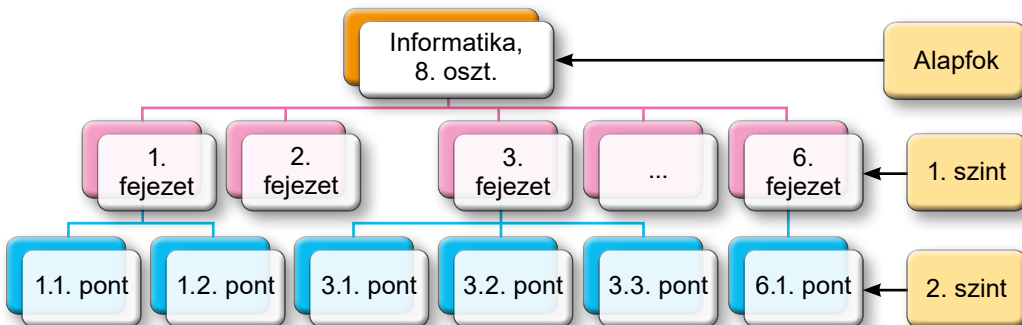 Informatika,
8. oszt.
Alapfok
1.
fejezet
2.
fejezet
3.
fejezet
...
6.
fejezet
1. szint
1.1. pont
1.2. pont
3.1. pont
3.2. pont
3.3. pont
6.1. pont
2. szint